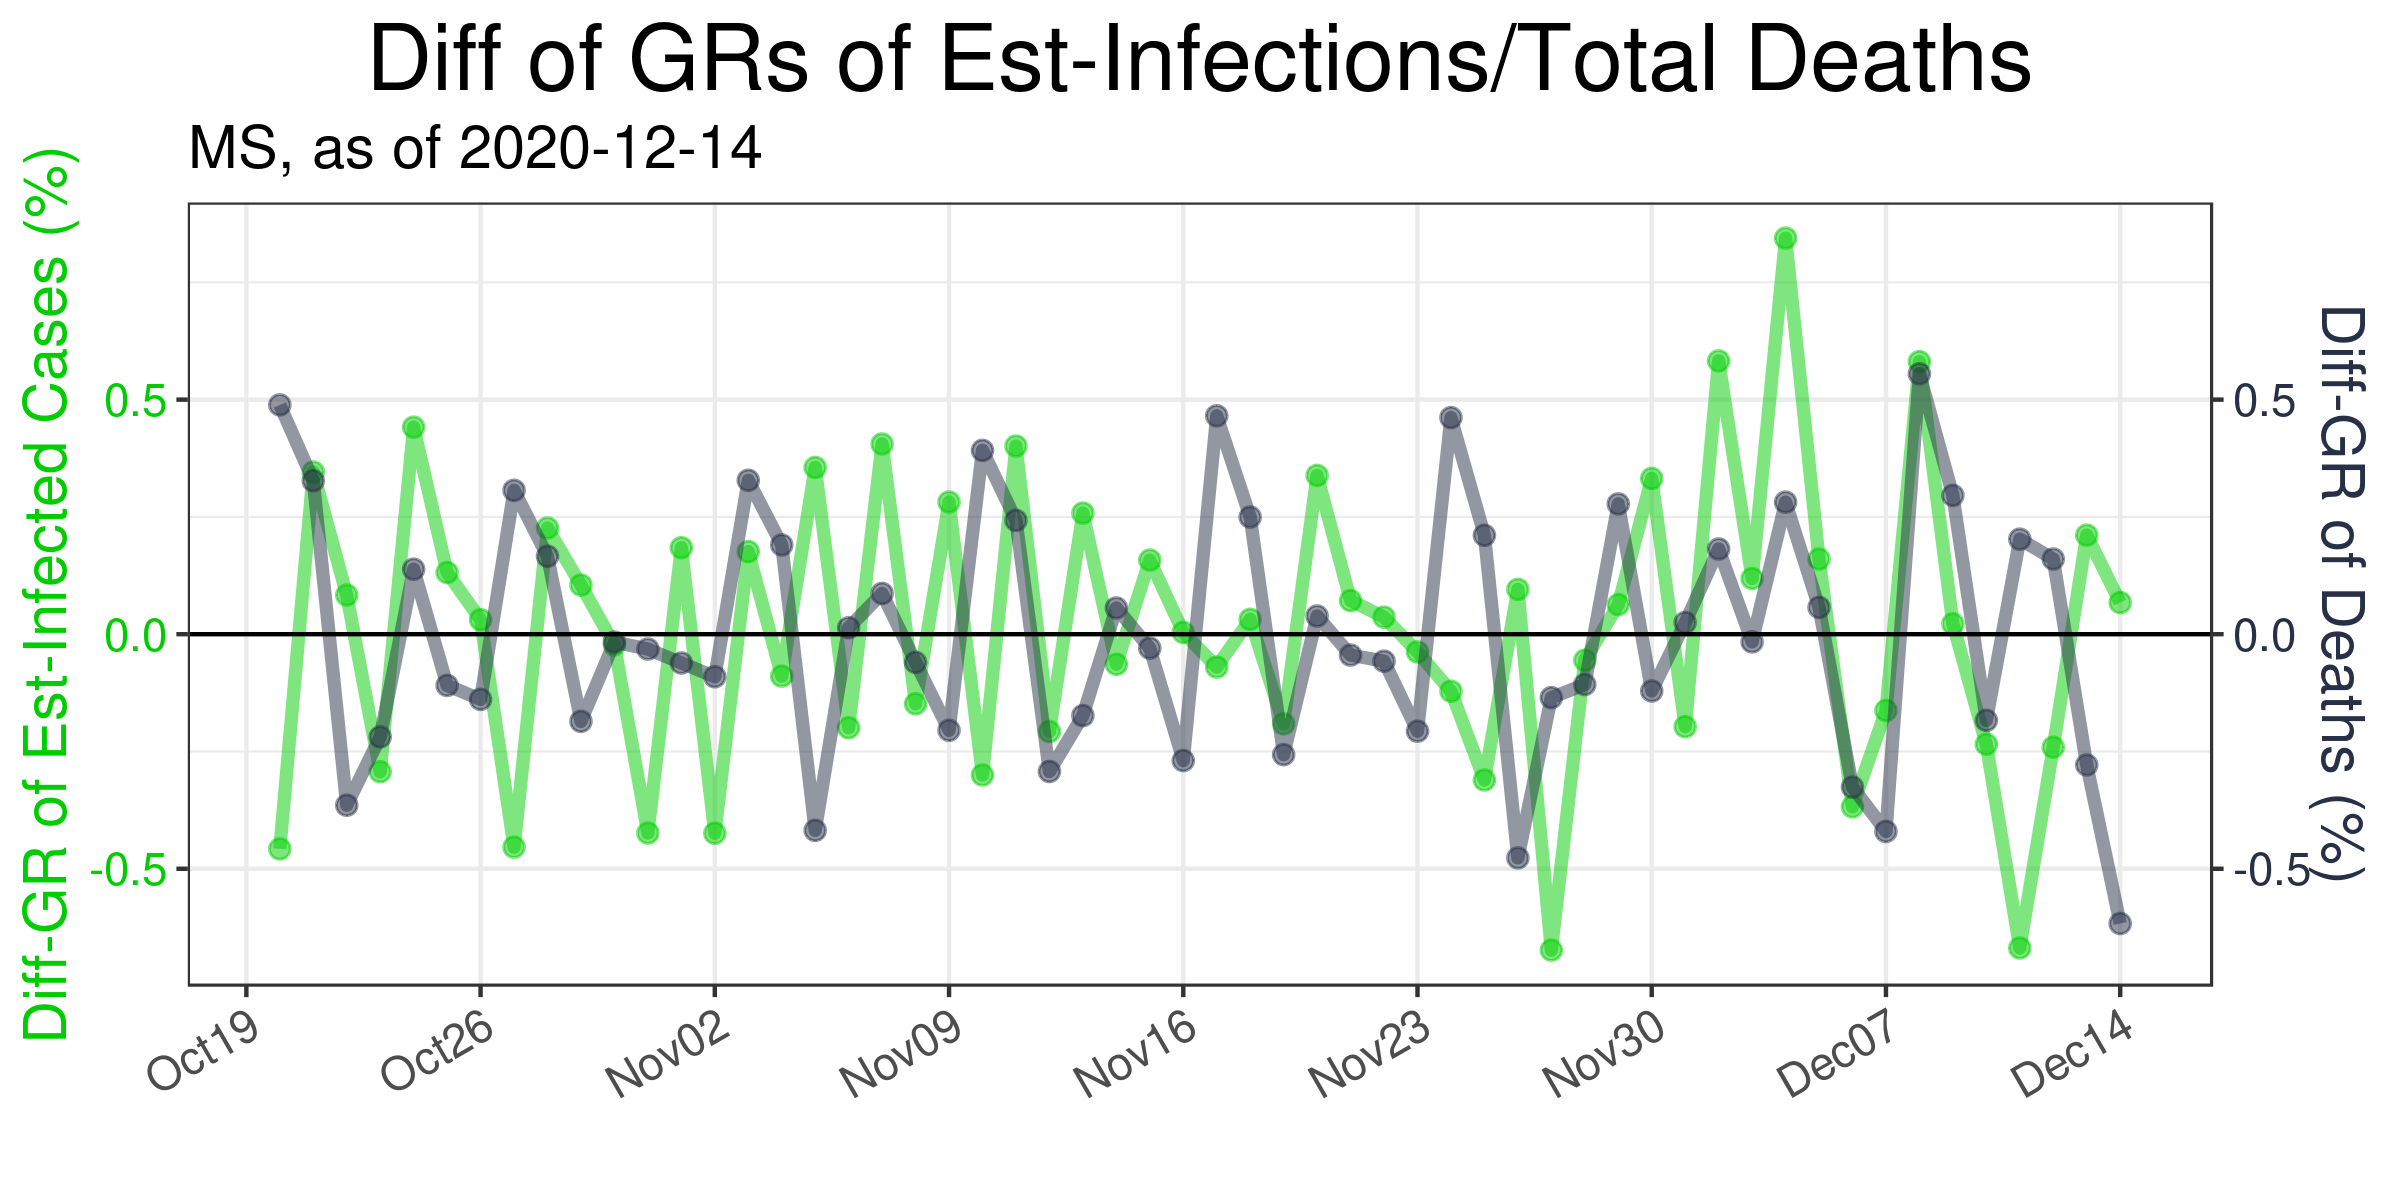 Diff of GRs of Est-Infections/Total Deaths
MS, as of 2020-12-14
Diff-GR of Est-Infected Cases (%)
0.5
0.0
-0.5
0.5
0.0
-0.5
Diff-GR of Deaths (%)
Oct19
Oct26
Nov02
Nov09
Nov16
Nov23
Nov30
Dec07
Dec14